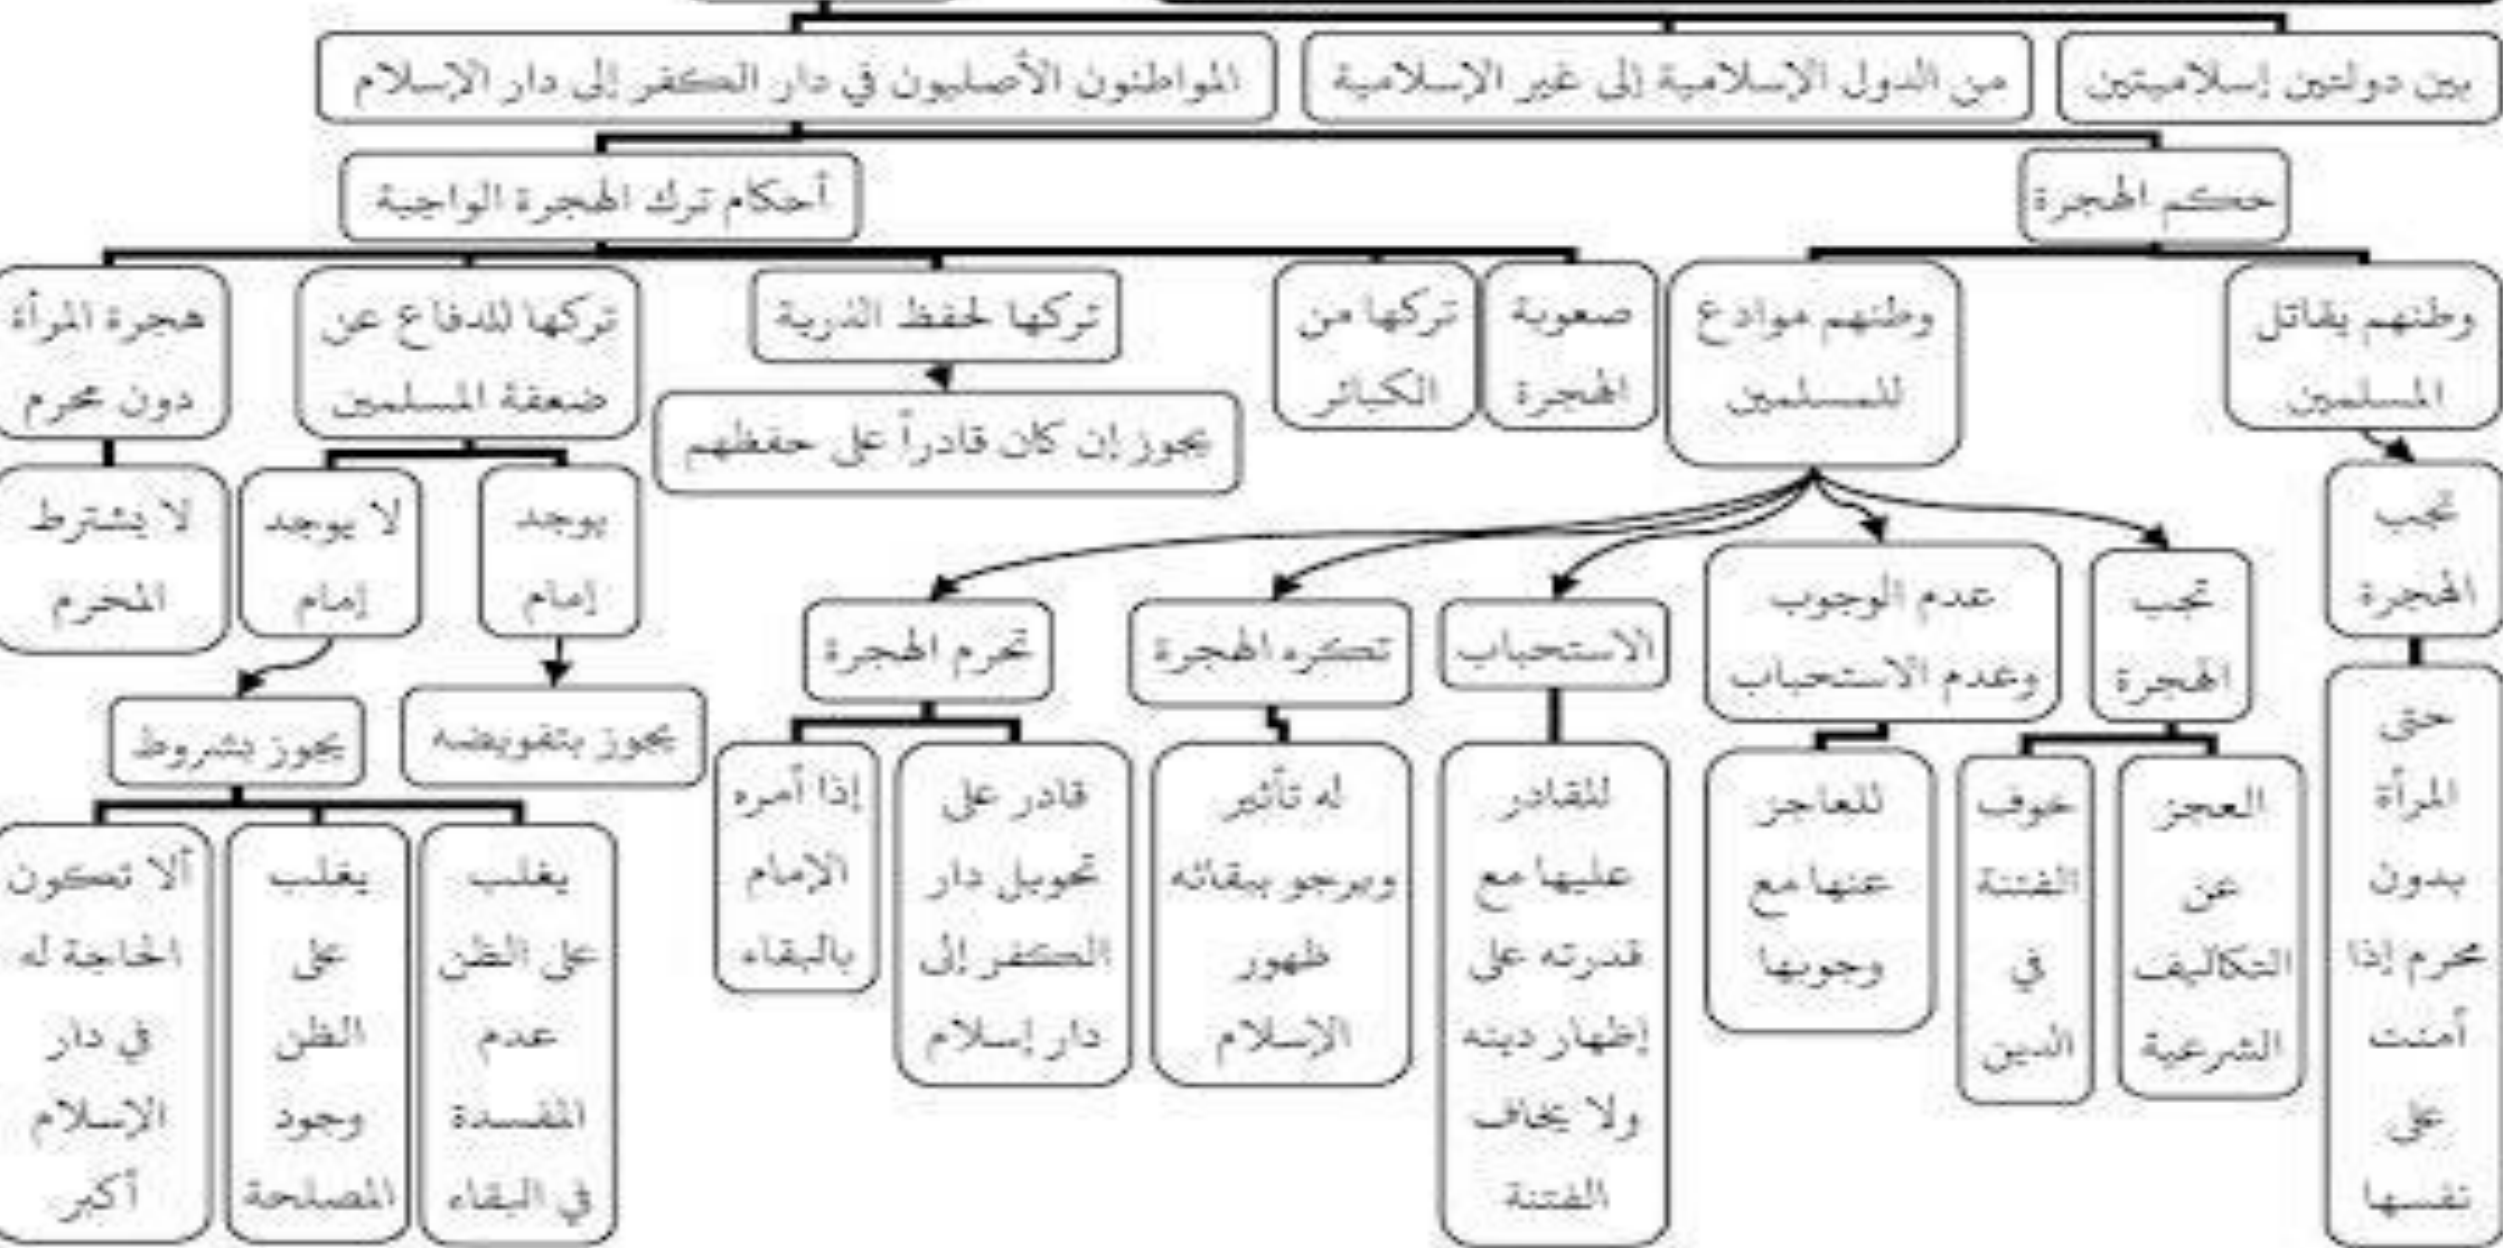 بين دولتين إسلاميتين
من الدول الإسلامية إلى غير الإسلامية
المواطنون الأصليون في دار الكفر إلى دار الإسلام
حكم الهجرة
أحكام ترك الهجرة الواجبة
وطنهم يقاتل
المسلمين
وطنهم موادع
للمسلمين
صعوبة
الهجرة
تركها من
الكبائر
تركها لحفظ الذرية
تركها للدفاع عن
ضعفة المسلمين
هجرة المرأة
دون محرم
يجوز إن كان قادراً على حفظهم
تجب
الهجرة
يوجد
إمام
لا يوجد
إمام
لا يشترط
المحرم
تجب
الهجرة
عدم الوجوب
وعدم الاستحباب
الاستحباب
تكره الهجرة
تحرم الهجرة
يجوز بتفويضه
يجوز بشروط
حتى
المرأة
بدون
محرم إذا
أمنت
على
نفسها
العجز
عن
التكاليف
الشرعية
خوف
الفتنة
في
الدين
للعاجز
عنها مع
وجوبها
للقادر
عليها مع
قدرته على
إظهار دينه
ولا يخاف
الفتنة
له تأثير
ويرجو ببقائه
ظهور
الإسلام
قادر على
تحويل دار
الكفر إلى
دار إسلام
إذا أمره
الإمام
بالبقاء
يغلب
على الظن
عدم
المفسدة
في البقاء
يغلب
على
الظن
وجود
المصلحة
ألا تكون
الحاجة له
في دار
الإسلام
أكبر